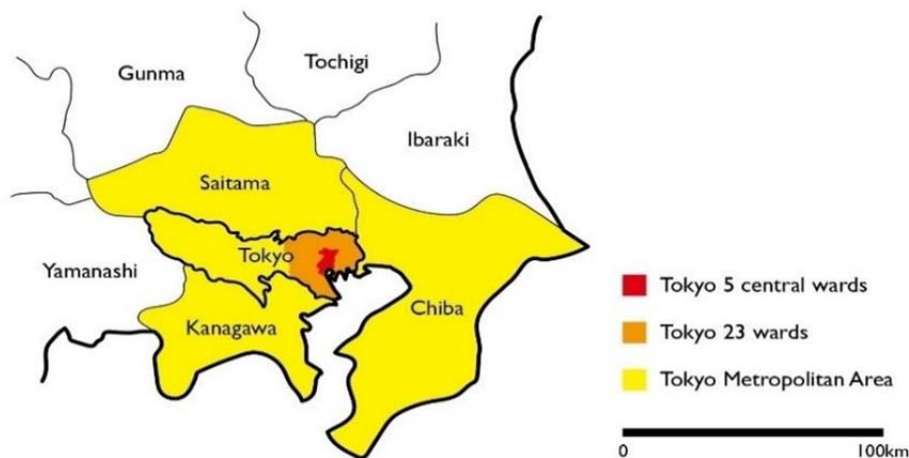 Gunma
Tochigi
Ibaraki
Saitama
Tokyo
Yamanashi
Chiba
Kanagawa
Tokyo 5 central wards
Tokyo 23 wards
Tokyo Metropolitan Area
0 100km